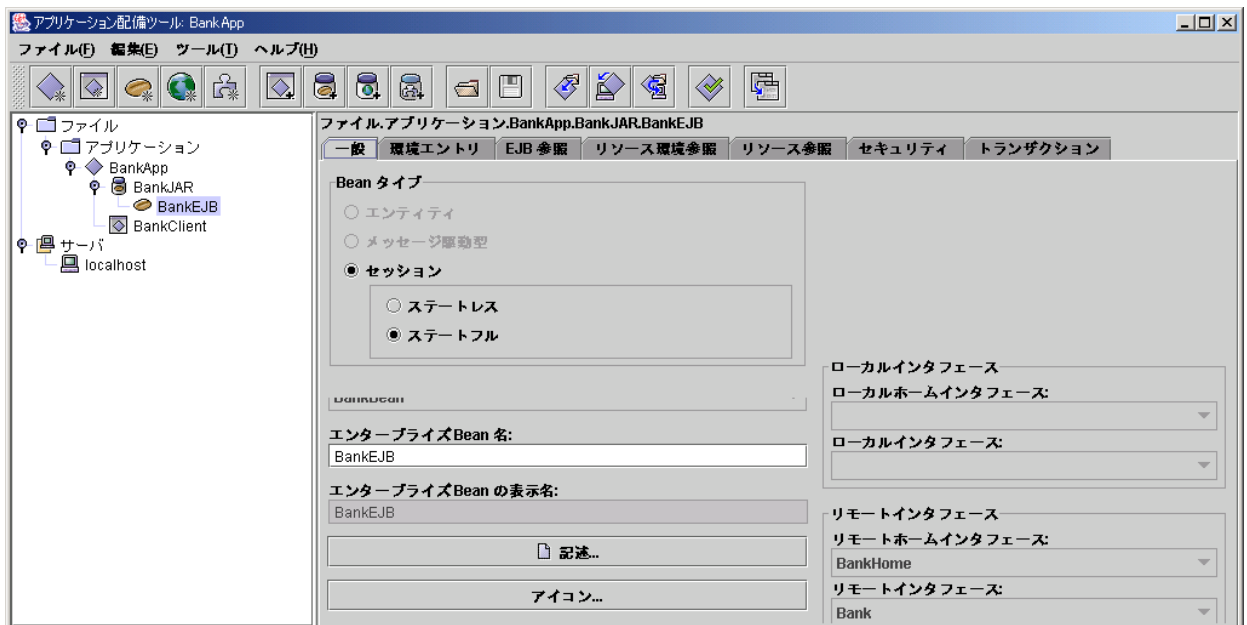 アプリケーション配備ツール: BankApp
ファイル(F) 編集(E) ツール(T) ヘルプ(H)
ファイル
アプリケーション
BankApp
BankJAR
BankEJB
BankClient
サーバ
localhost
ファイル.アプリケーション.BankApp.BankJAR.BankEJB
一般 環境エントリ EJB 参照 リソース環境参照 リソース参照 セキュリティ トランザクション
Bean タイプ
エンティティ
メッセージ駆動型
セッション
ステートレス
ステートフル
BankBean
エンタープライズBean 名:
BankEJB
エンタープライズBean の表示名:
BankEJB
記述...
アイコン...
ローカルインタフェース
ローカルホームインタフェース:
ローカルインタフェース:
リモートインタフェース
リモートホームインタフェース:
BankHome
リモートインタフェース:
Bank